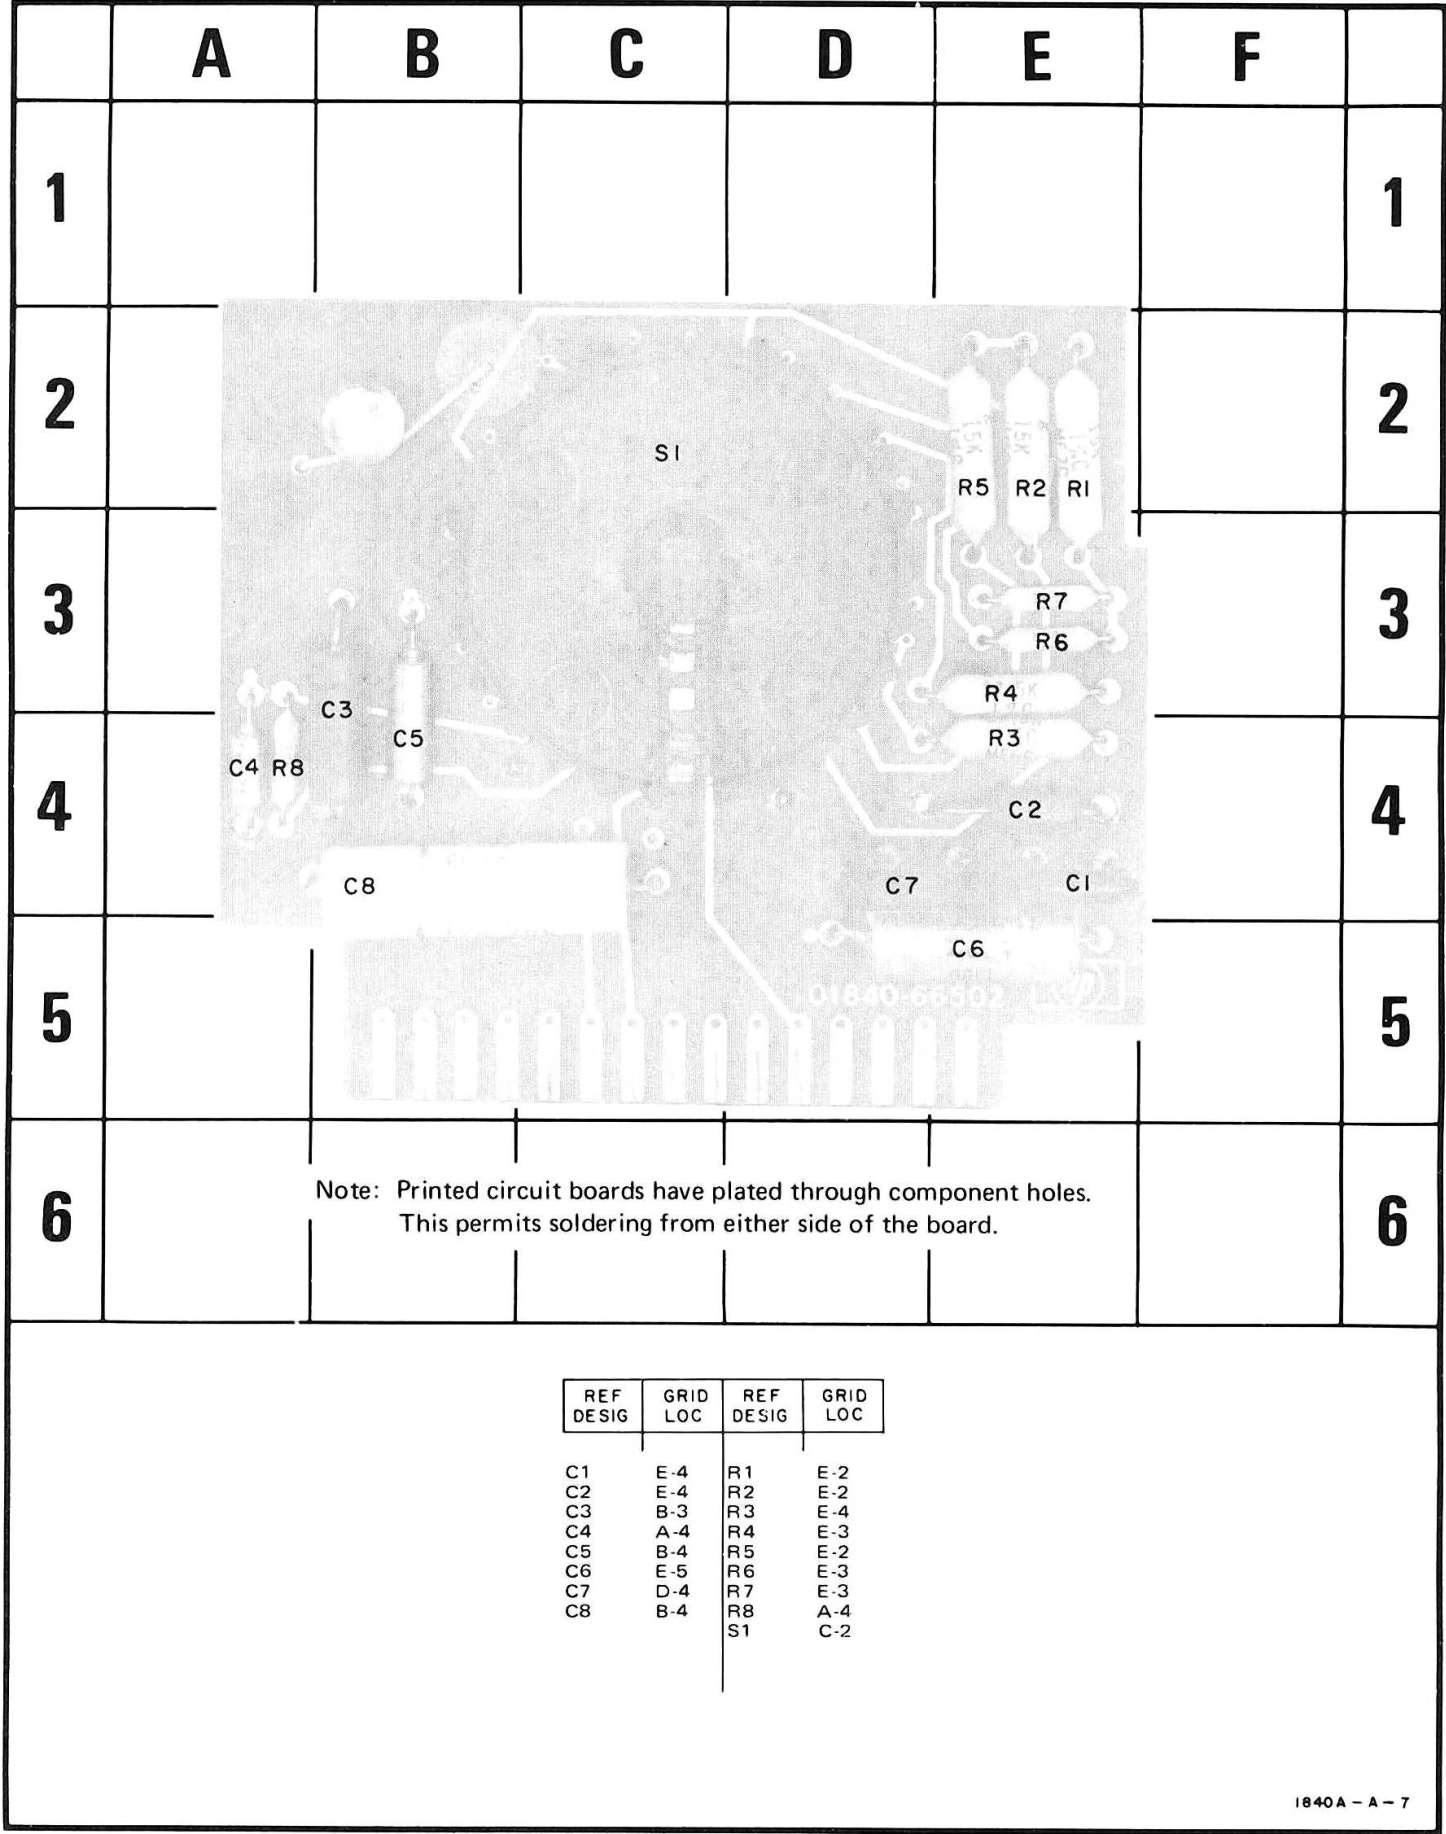 A B C D E F
1 1
2 2
S1
R5 R2 R1
3 3
R7
R6
R4
C3
R3
C5
C4 R8
4 4
C2
C8 C7 C1
C6
01840-66502 hp
5 5
Note: Printed circuit boards have plated through component holes.
This permits soldering from either side of the board.
6 6
REF DESIG GRID LOC REF DESIG GRID LOC
C1 E-4 R1 E-2
C2 E-4 R2 E-2
C3 B-3 R3 E-4
C4 A-4 R4 E-3
C5 B-4 R5 E-2
C6 E-5 R6 E-3
C7 D-4 R7 E-3
C8 B-4 R8 A-4
S1 C-2
1840A-A-7